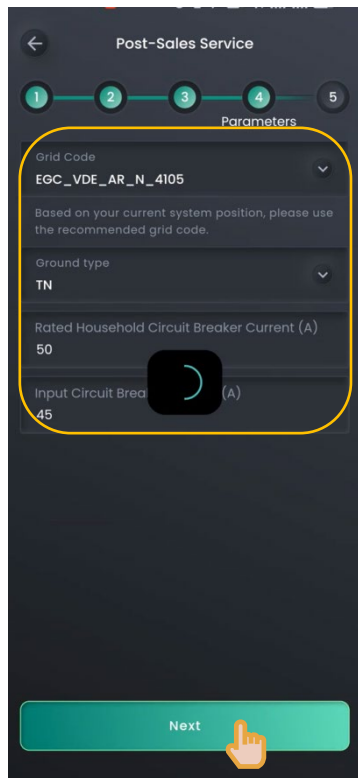 Post-Sales Service
1 2 3 4 5
Parameters
Grid Code
EGC_VDE_AR_N_4105
Based on your current system position, please use
the recommended grid code.
Ground type
TN
Rated Household Circuit Breaker Current (A)
50
Input Circuit Brea (A)
45
Next